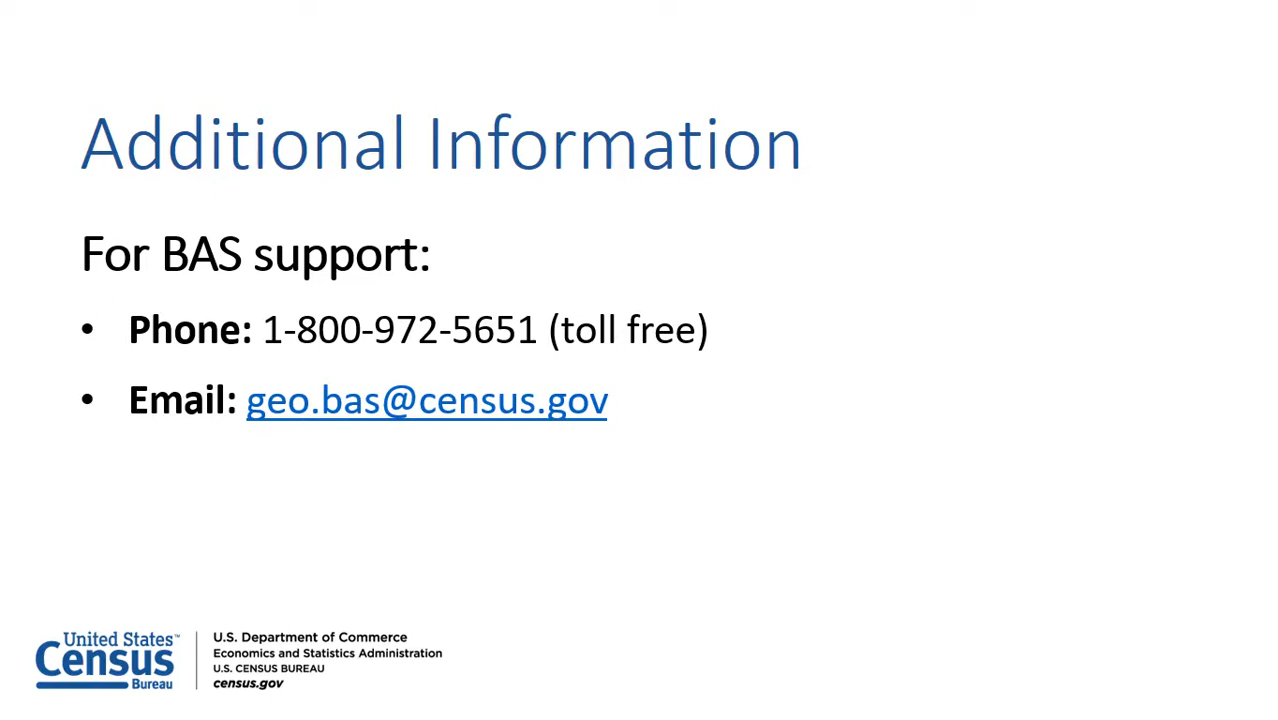 Additional Information
For BAS support:
• Phone: 1-800-972-5651 (toll free)
• Email: geo.bas@census.gov
United States™
Census
Bureau
U.S. Department of Commerce
Economics and Statistics Administration
U.S. CENSUS BUREAU
census.gov